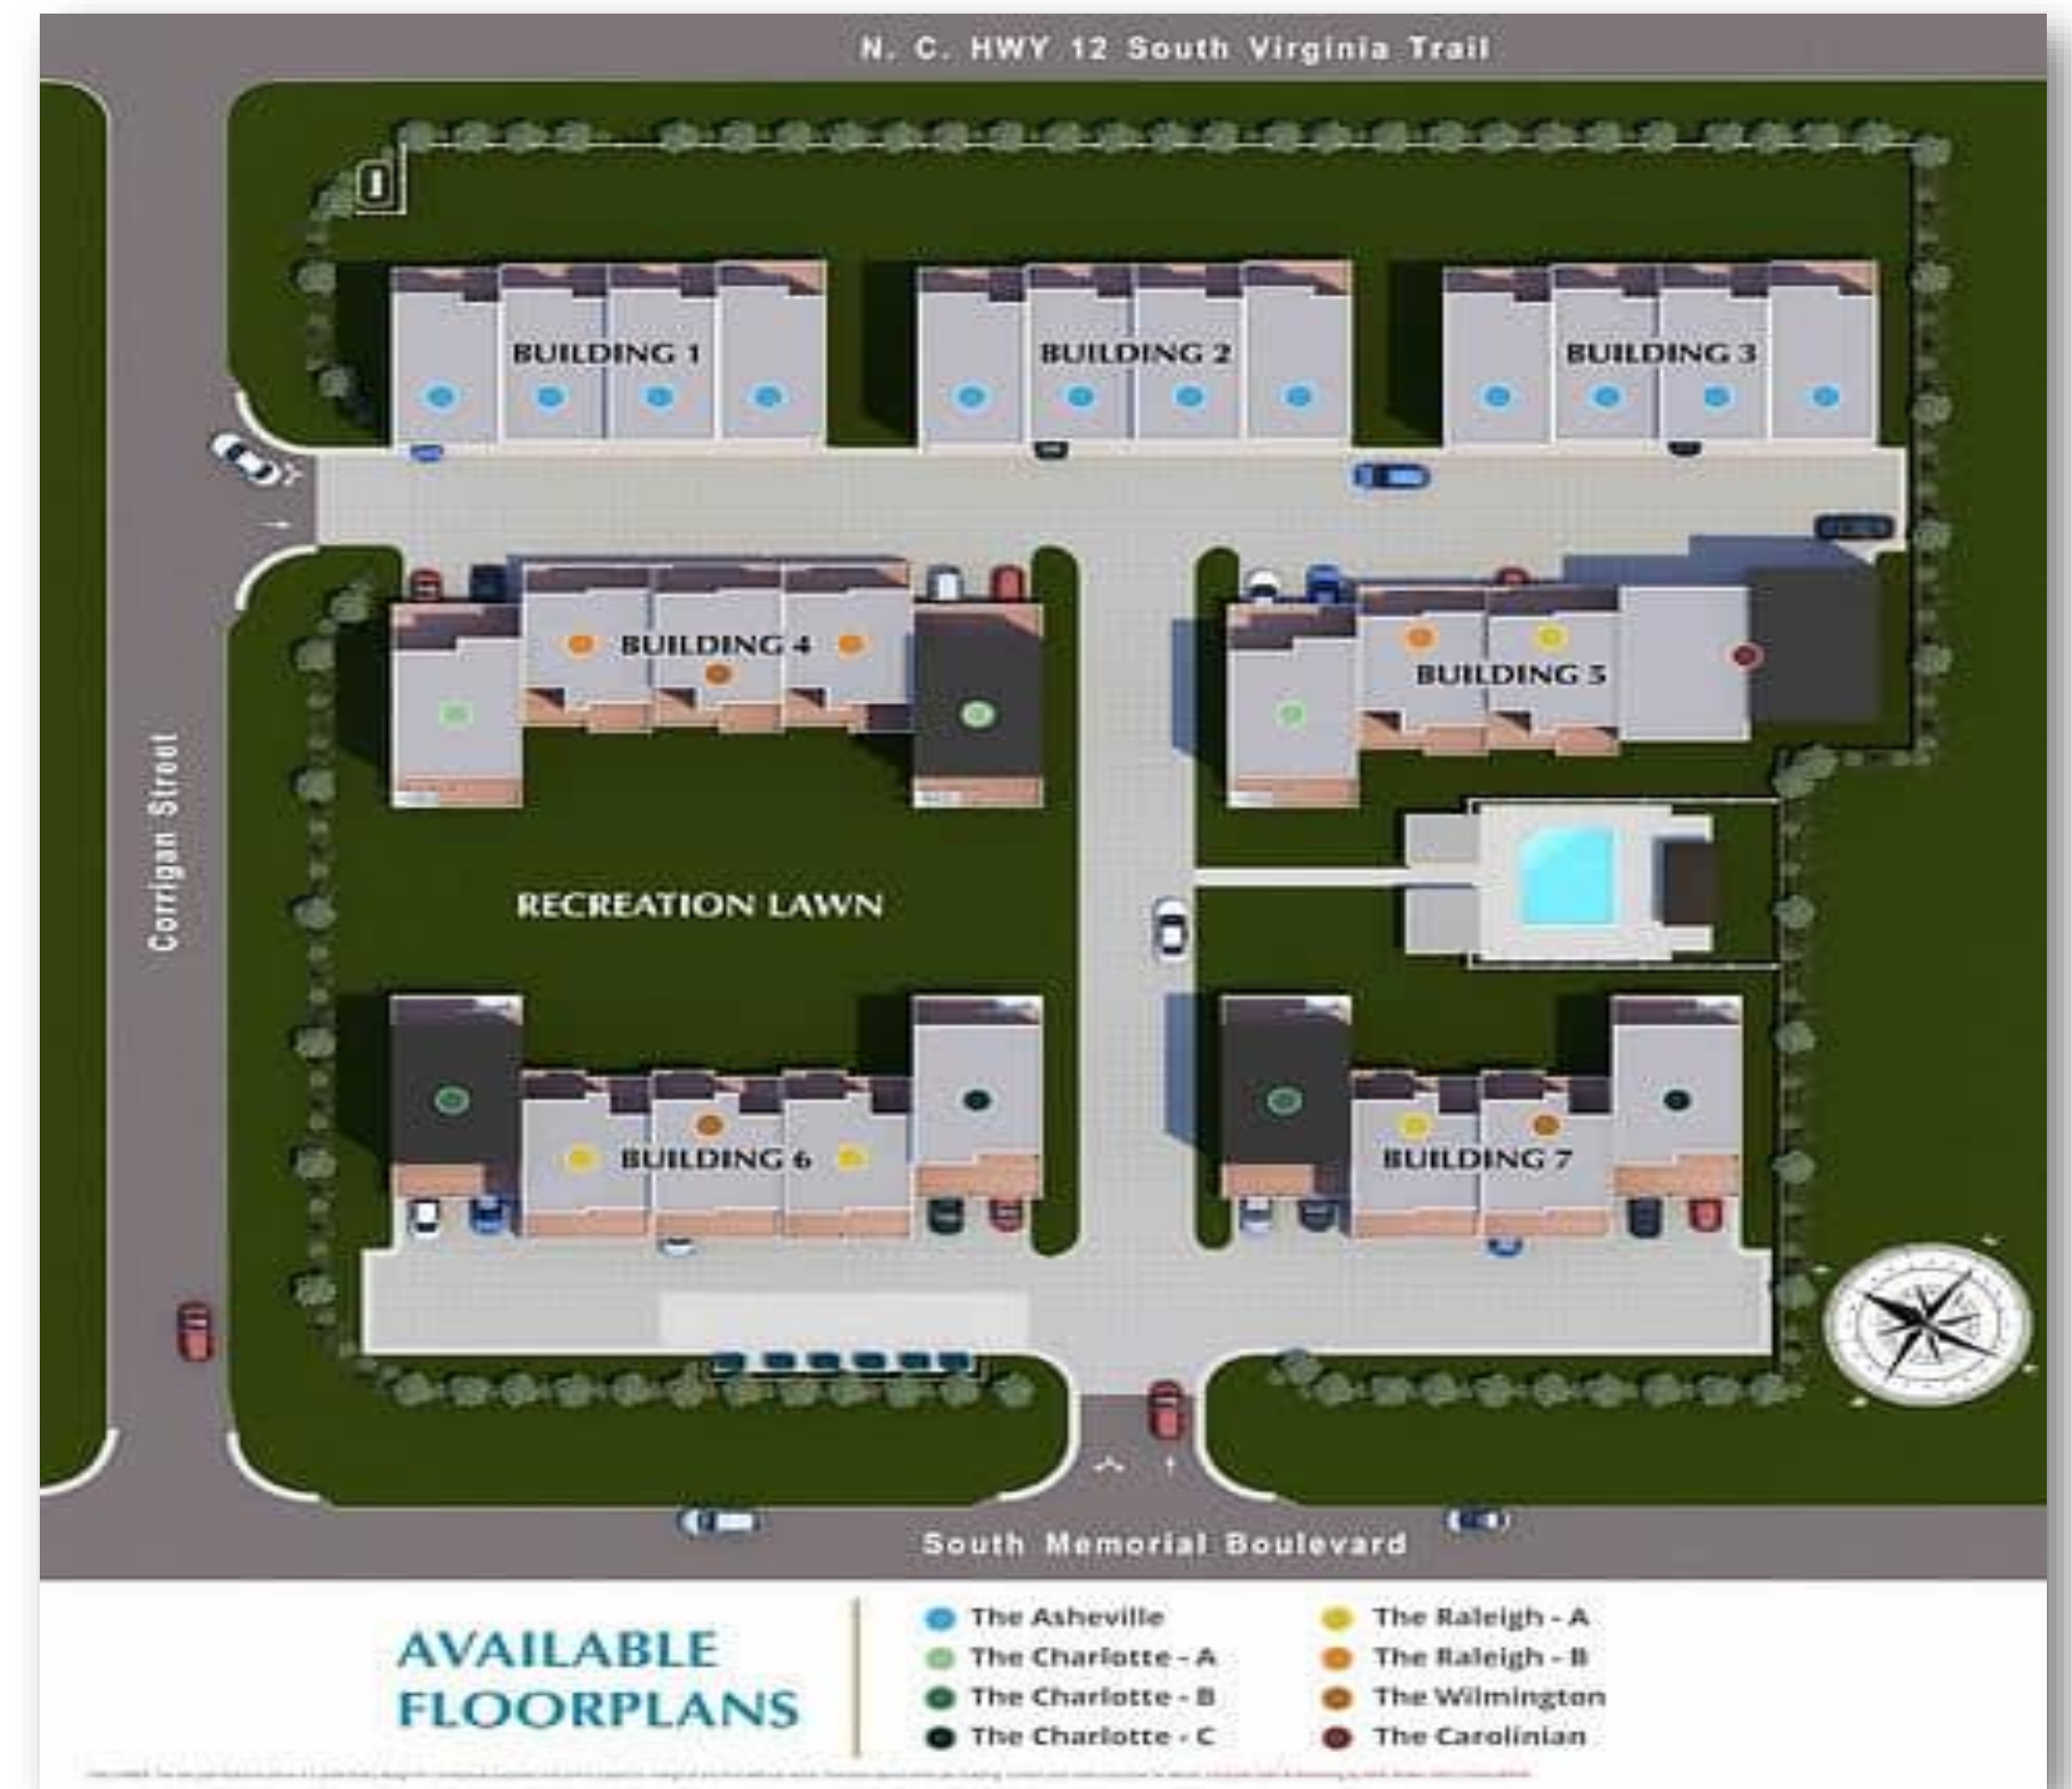 N. C. HWY 12 South Virginia Trail
BUILDING 1
BUILDING 2
BUILDING 3
BUILDING 4
BUILDING 5
Corrigan Strout
RECREATION LAWN
BUILDING 6
BUILDING 7
South Memorial Boulevard
AVAILABLE
FLOORPLANS
The Asheville
The Charlotte - A
The Charlotte - B
The Charlotte - C
The Raleigh - A
The Raleigh - B
The Wilmington
The Carolinian